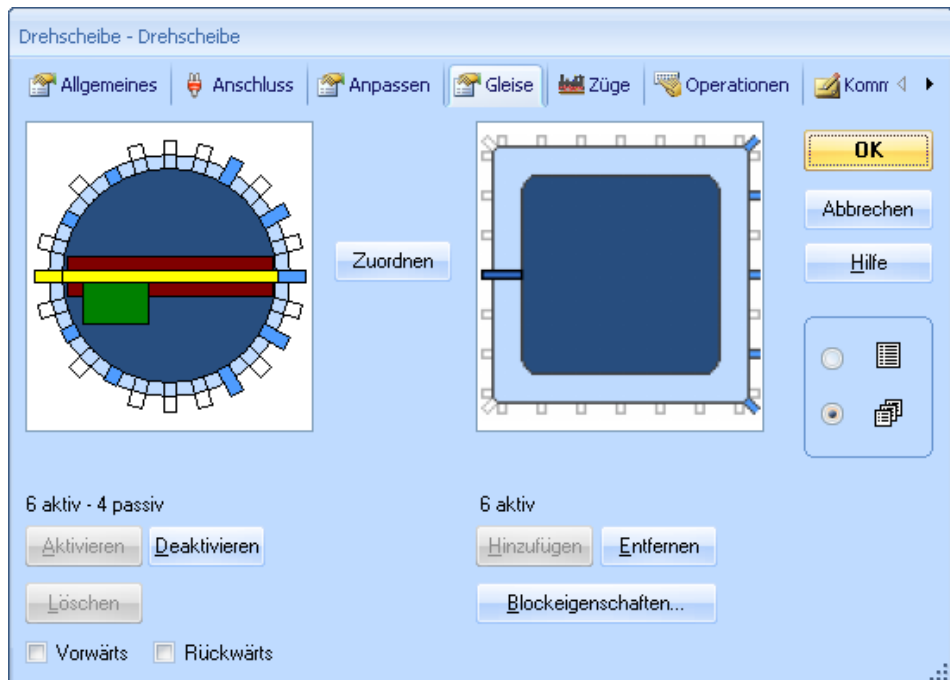 Drehscheibe - Drehscheibe
Allgemeines Anschluss Anpassen Gleise Züge Operationen Komm
OK
Abbrechen
Zuordnen
Hilfe
6 aktiv - 4 passiv
6 aktiv
Aktivieren Deaktivieren
Hinzufügen Entfernen
Löschen
Blockeigenschaften...
Vorwärts Rückwärts